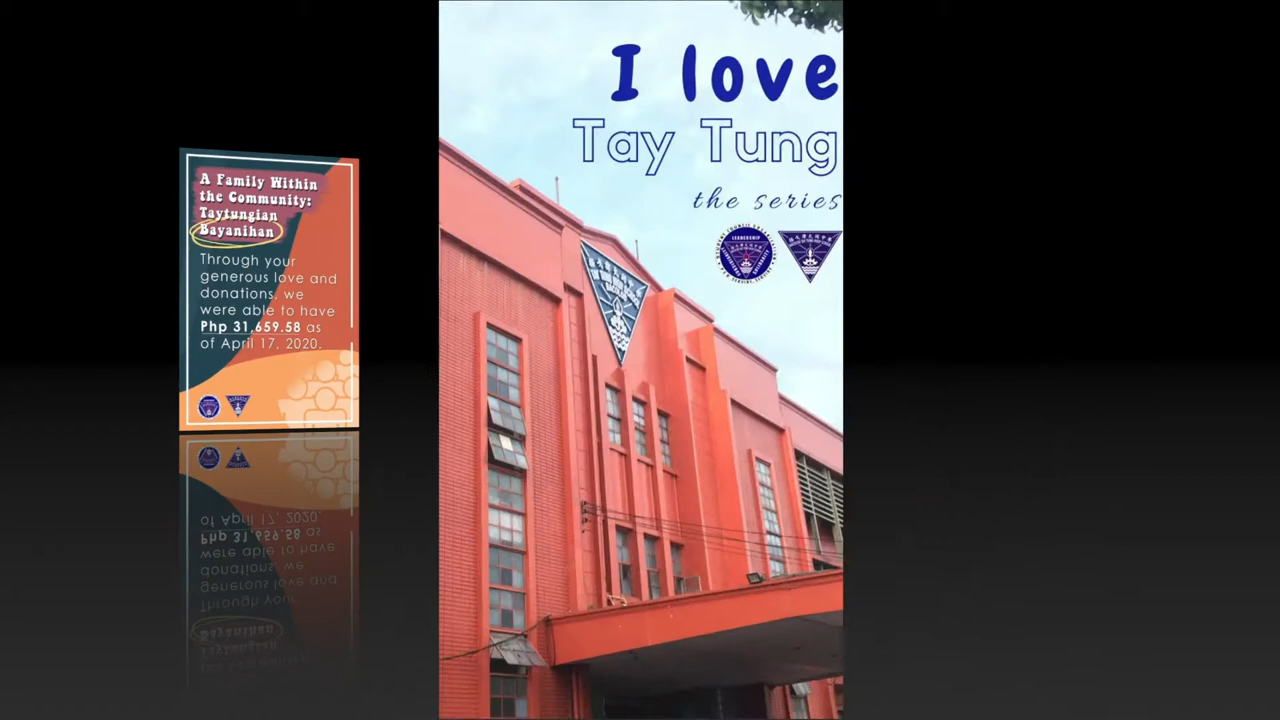 A Family Within
the Community:
Taytungian
Bayanihan
Through your
generous love and
donations, we
were able to have
Php 31,659.58 as
of April 17, 2020.
I love
Tay Tung
the series
LEADERSHIP